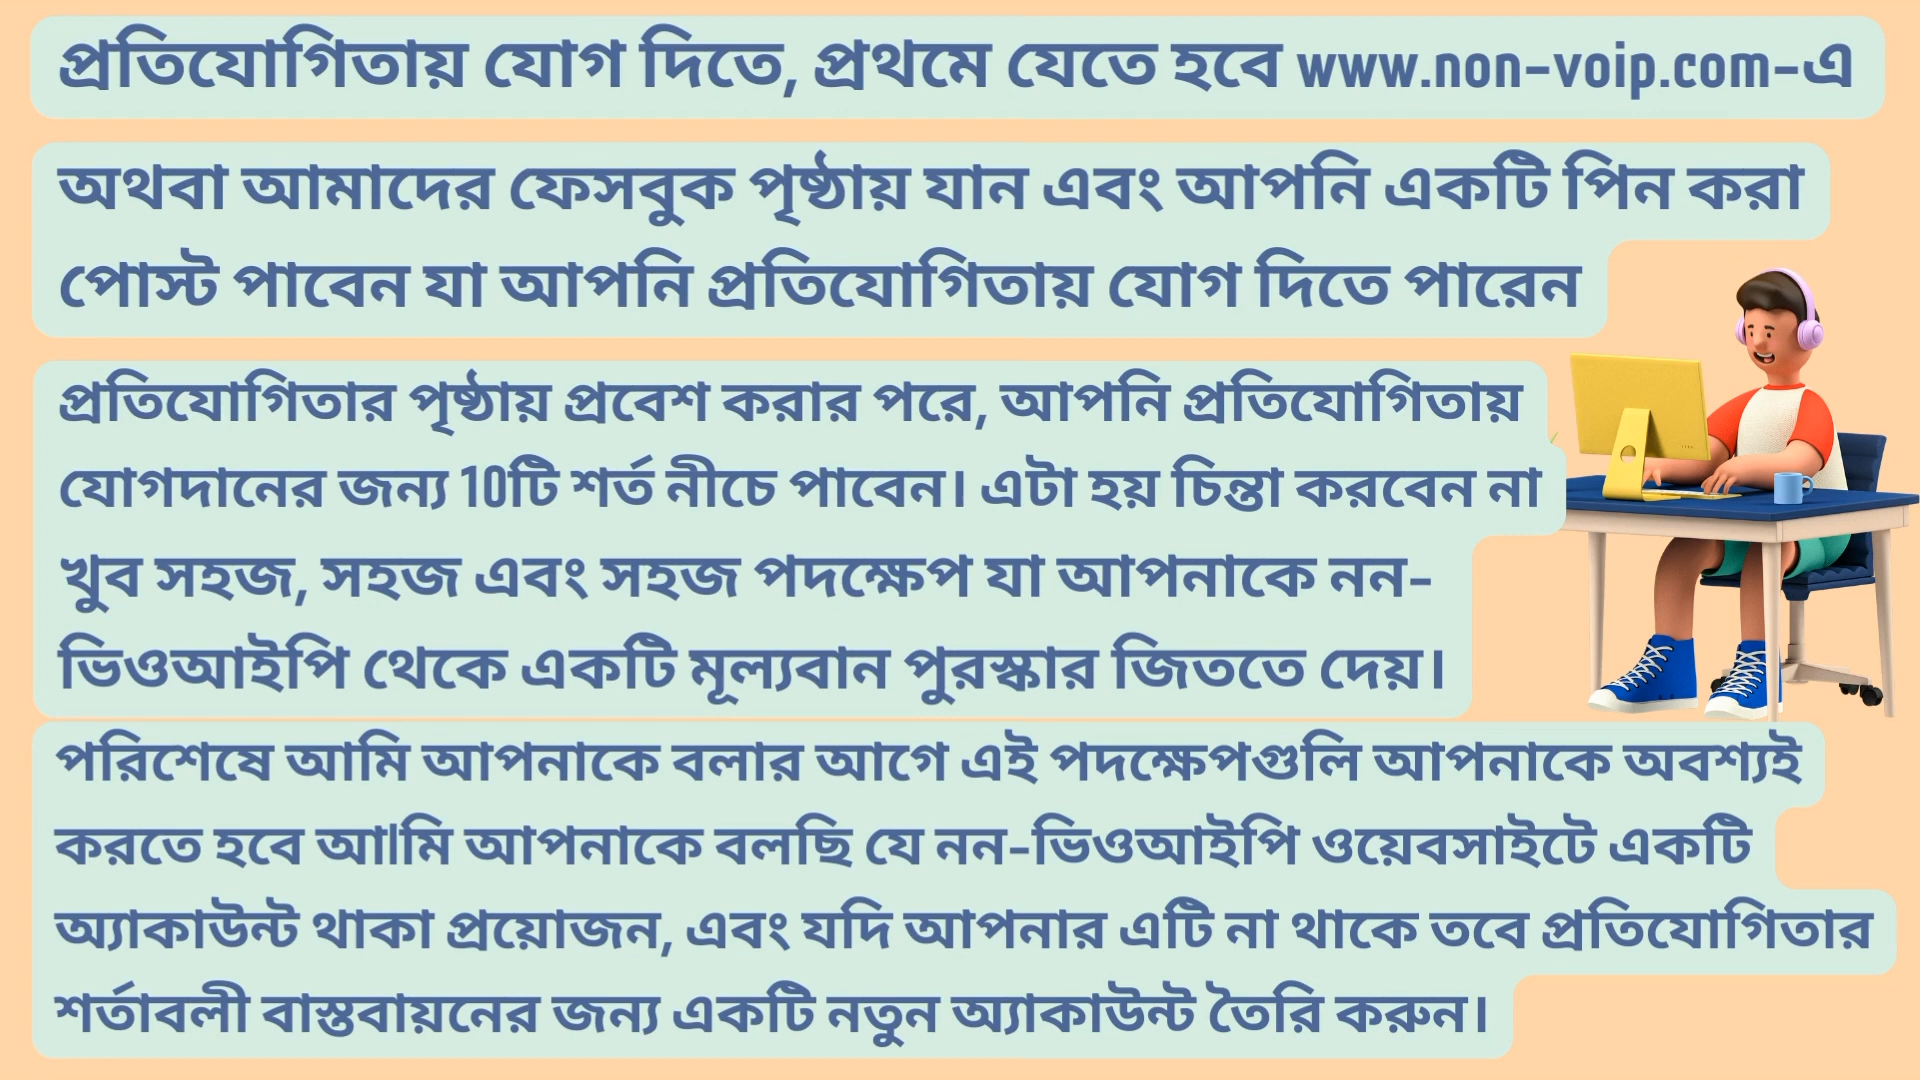 প্রতিযোগিতায় যোগ দিতে, প্রথমে যেতে হবে www.non-voip.com-এ
অথবা আমাদের ফেসবুক পৃষ্ঠায় যান এবং আপনি একটি পিন করা
পোস্ট পাবেন যা আপনি প্রতিযোগিতায় যোগ দিতে পারেন
প্রতিযোগিতার পৃষ্ঠায় প্রবেশ করার পরে, আপনি প্রতিযোগিতায়
যোগদানের জন্য 10টি শর্ত নীচে পাবেন। এটা হয় চিন্তা করবেন না
খুব সহজ, সহজ এবং সহজ পদক্ষেপ যা আপনাকে নন-
ভিওআইপি থেকে একটি মূল্যবান পুরস্কার জিততে দেয়।
পরিশেষে আমি আপনাকে বলার আগে এই পদক্ষেপগুলি আপনাকে অবশ্যই
করতে হবে আ|মি আপনাকে বলছি যে নন-ভিওআইপি ওয়েবসাইটে একটি
অ্যাকাউন্ট থাকা প্রয়োজন, এবং যদি আপনার এটি না থাকে তবে প্রতিযোগিতার
শর্তাবলী বাস্তবায়নের জন্য একটি নতুন অ্যাকাউন্ট তৈরি করুন।